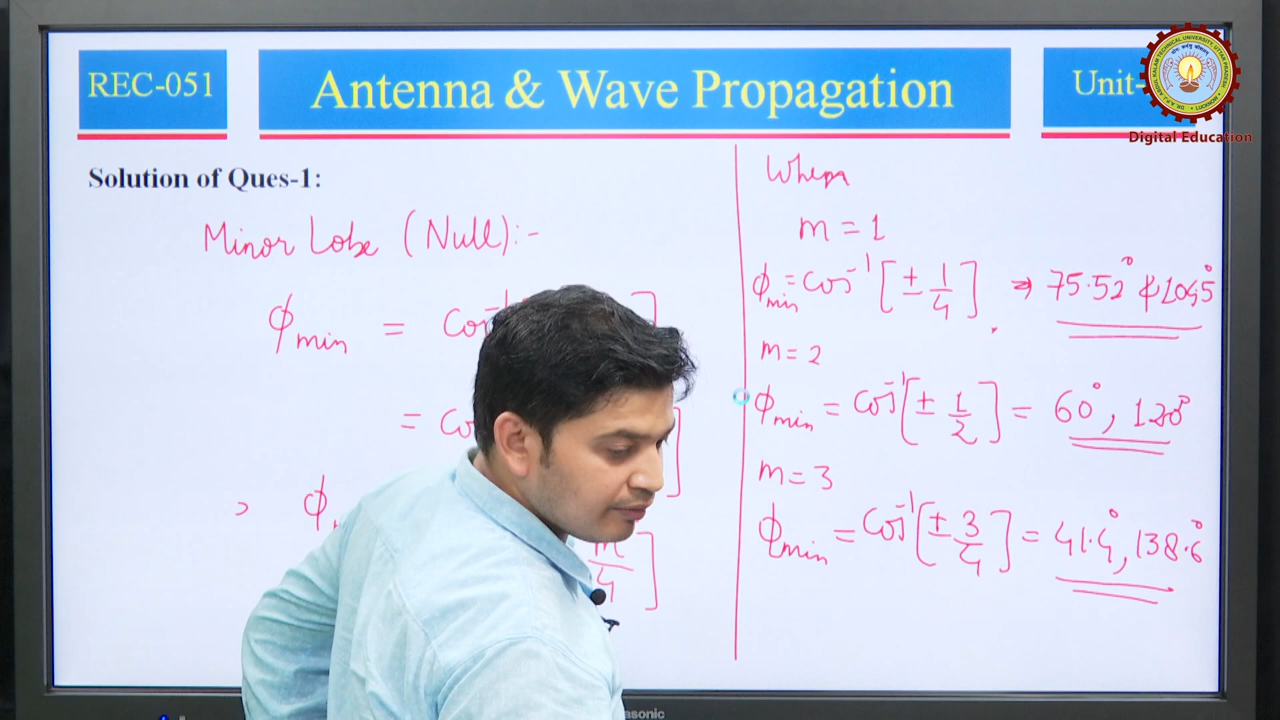 REC-051
Antenna & Wave Propagation
Unit-
Digital Education
Solution of Ques-1:
Minor Lobe (Null):-
ϕmin = cos
= co
> ϕ
m/4]
When
m = 1
ϕmin = cos⁻¹[± 1/4] ⇒ 75.52° & 104.5°
m = 2
ϕmin = cos⁻¹[± 1/2] = 60°, 120°
m = 3
ϕmin = cos⁻¹[± 3/4] = 41.4°, 138.6°